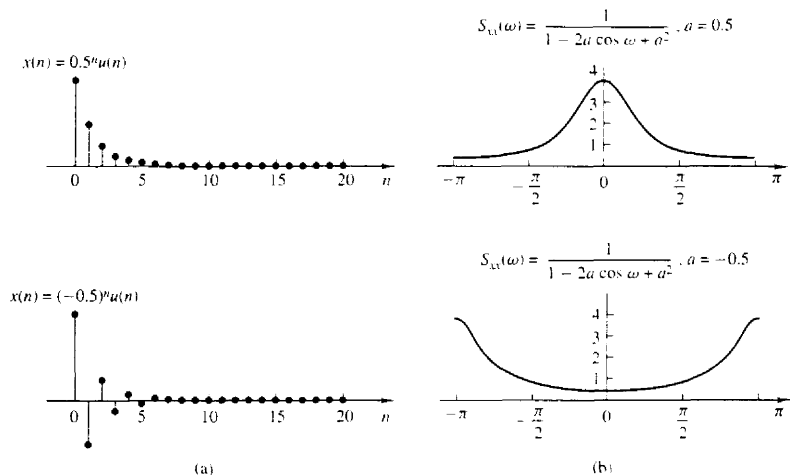 S_xx(ω) = 1 / (1 − 2a cos ω + a²) , a = 0.5
x(n) = 0.5ⁿu(n)
0 5 10 15 20 n
4
3
2
1
−π −π/2 0 π/2 π
S_xx(ω) = 1 / (1 − 2a cos ω + a²) , a = −0.5
x(n) = (−0.5)ⁿu(n)
0 5 10 15 20 n
4
3
2
1
−π −π/2 0 π/2 π
(a) (b)